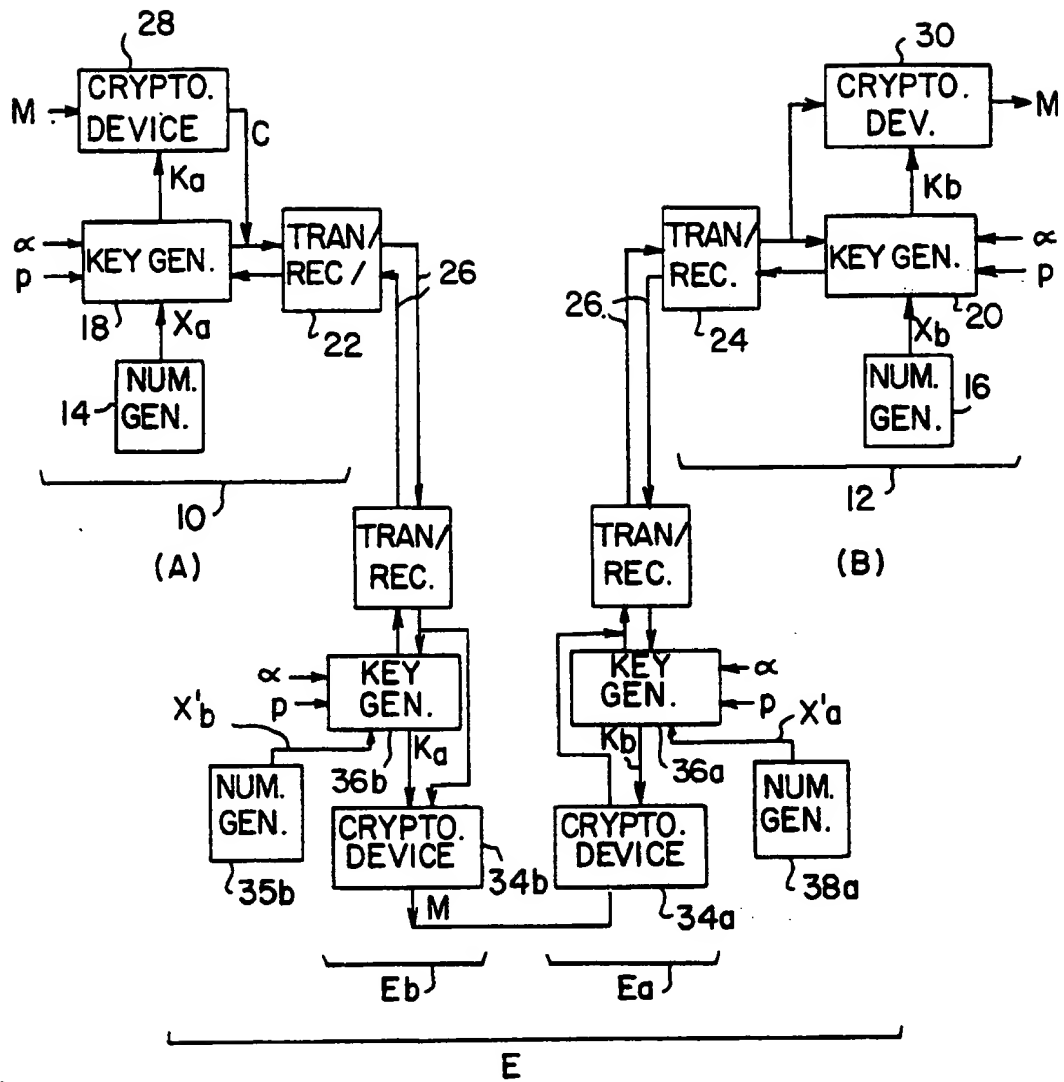 28
CRYPTO.
DEVICE
M
C
Ka
α
p
KEY GEN.
TRAN/
REC/
26
18
Xa
22
14
NUM.
GEN.
10
(A)
30
CRYPTO.
DEV.
M
Kb
TRAN/
REC.
KEY GEN.
α
p
26
24
20
Xb
NUM.
GEN.
16
12
(B)
TRAN/
REC.
TRAN/
REC.
α
p
KEY
GEN.
X'b
Ka
36b
NUM.
GEN.
35b
CRYPTO.
DEVICE
34b
M
KEY
GEN.
α
p
X'a
Kb
36a
NUM.
GEN.
38a
CRYPTO.
DEVICE
34a
Eb
Ea
E